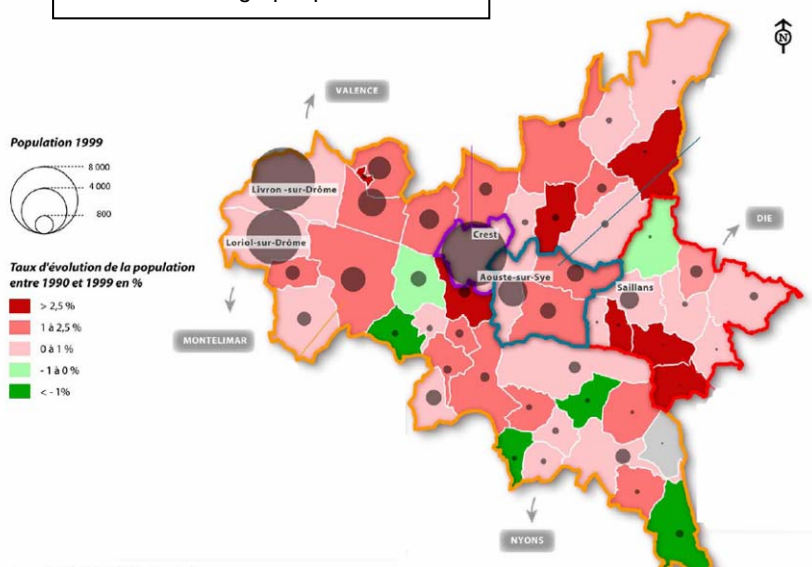 N
VALENCE
Population 1999
8 000
4 000
800
Livron -sur-Drôme
Loriol-sur-Drôme
Crest
Aouste-sur-Sye
Saillans
DIE
Taux d'évolution de la population
entre 1990 et 1999 en %
> 2,5 %
1 à 2,5 %
0 à 1 %
- 1 à 0 %
< - 1%
MONTELIMAR
NYONS